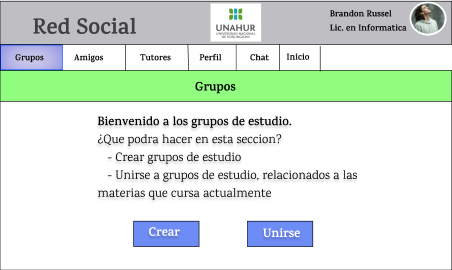 Red Social
UNAHUR
UNIVERSIDAD NACIONAL
DE HURLINGHAM
Brandon Russel
Lic. en Informatica
Grupos
Amigos
Tutores
Perfil
Chat
Inicio
Grupos
Bienvenido a los grupos de estudio.
¿Que podra hacer en esta seccion?
- Crear grupos de estudio
- Unirse a grupos de estudio, relacionados a las
materias que cursa actualmente
Crear
Unirse